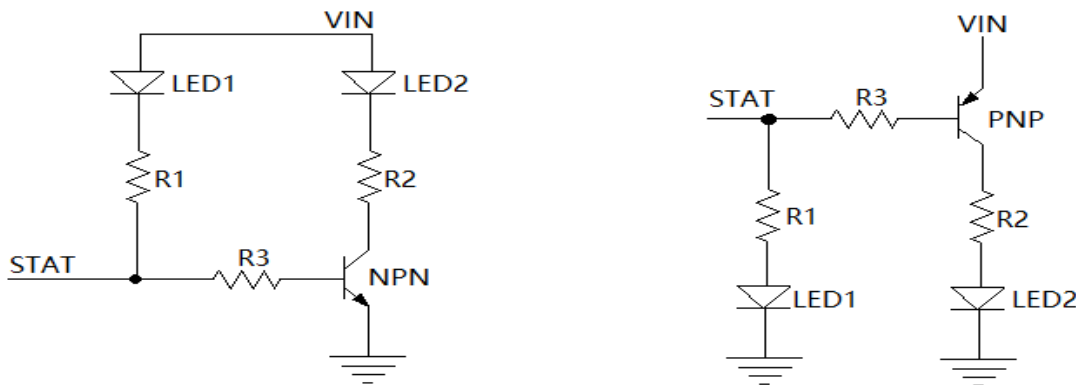 VIN
LED1
LED2
R1
R2
R3
STAT
NPN
VIN
STAT
R3
PNP
R1
R2
LED1
LED2